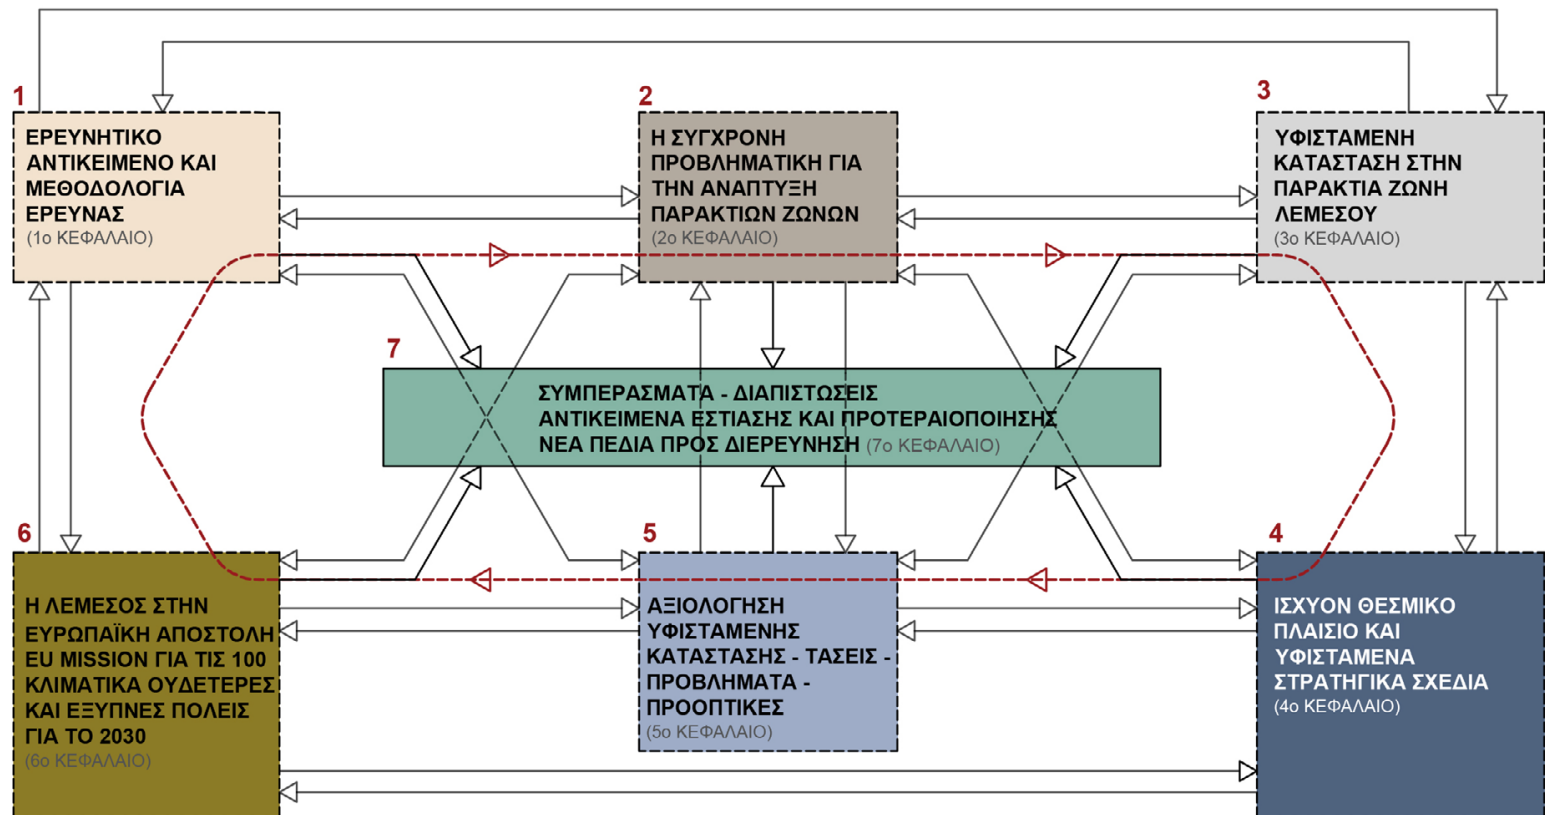 1
ΕΡΕΥΝΗΤΙΚΟ
ΑΝΤΙΚΕΙΜΕΝΟ ΚΑΙ
ΜΕΘΟΔΟΛΟΓΙΑ
ΕΡΕΥΝΑΣ
(1ο ΚΕΦΑΛΑΙΟ)
2
Η ΣΥΓΧΡΟΝΗ
ΠΡΟΒΛΗΜΑΤΙΚΗ ΓΙΑ
ΤΗΝ ΑΝΑΠΤΥΞΗ
ΠΑΡΑΚΤΙΩΝ ΖΩΝΩΝ
(2ο ΚΕΦΑΛΑΙΟ)
3
ΥΦΙΣΤΑΜΕΝΗ
ΚΑΤΑΣΤΑΣΗ ΣΤΗΝ
ΠΑΡΑΚΤΙΑ ΖΩΝΗ
ΛΕΜΕΣΟΥ
(3ο ΚΕΦΑΛΑΙΟ)
7
ΣΥΜΠΕΡΑΣΜΑΤΑ - ΔΙΑΠΙΣΤΩΣΕΙΣ
ΑΝΤΙΚΕΙΜΕΝΑ ΕΣΤΙΑΣΗΣ ΚΑΙ ΠΡΟΤΕΡΑΙΟΠΟΙΗΣΗΣ
ΝΕΑ ΠΕΔΙΑ ΠΡΟΣ ΔΙΕΡΕΥΝΗΣΗ (7ο ΚΕΦΑΛΑΙΟ)
6
Η ΛΕΜΕΣΟΣ ΣΤΗΝ
ΕΥΡΩΠΑΪΚΗ ΑΠΟΣΤΟΛΗ
EU MISSION ΓΙΑ ΤΙΣ 100
ΚΛΙΜΑΤΙΚΑ ΟΥΔΕΤΕΡΕΣ
ΚΑΙ ΕΞΥΠΝΕΣ ΠΟΛΕΙΣ
ΓΙΑ ΤΟ 2030
(6ο ΚΕΦΑΛΑΙΟ)
5
ΑΞΙΟΛΟΓΗΣΗ
ΥΦΙΣΤΑΜΕΝΗΣ
ΚΑΤΑΣΤΑΣΗΣ - ΤΑΣΕΙΣ -
ΠΡΟΒΛΗΜΑΤΑ -
ΠΡΟΟΠΤΙΚΕΣ
(5ο ΚΕΦΑΛΑΙΟ)
4
ΙΣΧΥΟΝ ΘΕΣΜΙΚΟ
ΠΛΑΙΣΙΟ ΚΑΙ
ΥΦΙΣΤΑΜΕΝΑ
ΣΤΡΑΤΗΓΙΚΑ ΣΧΕΔΙΑ
(4ο ΚΕΦΑΛΑΙΟ)